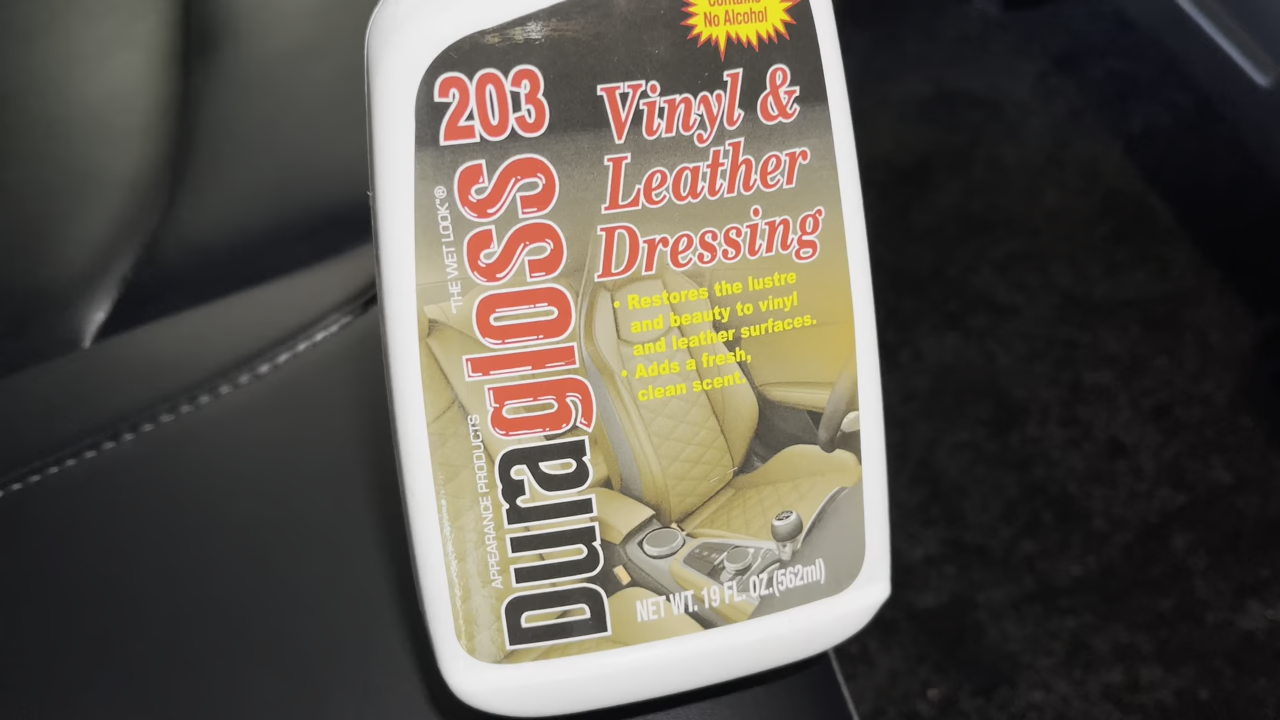 Contains
No Alcohol
203
Vinyl &
Leather
Dressing
"THE WET LOOK"®
Duragloss
APPEARANCE PRODUCTS
• Restores the lustre
and beauty to vinyl
and leather surfaces.
• Adds a fresh,
clean scent.
NET WT. 19 FL. OZ.(562ml)